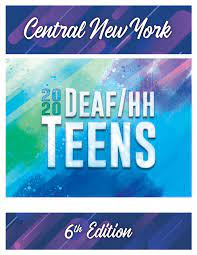 Central New York
2020 DEAF/HH
TEENS
6th Edition